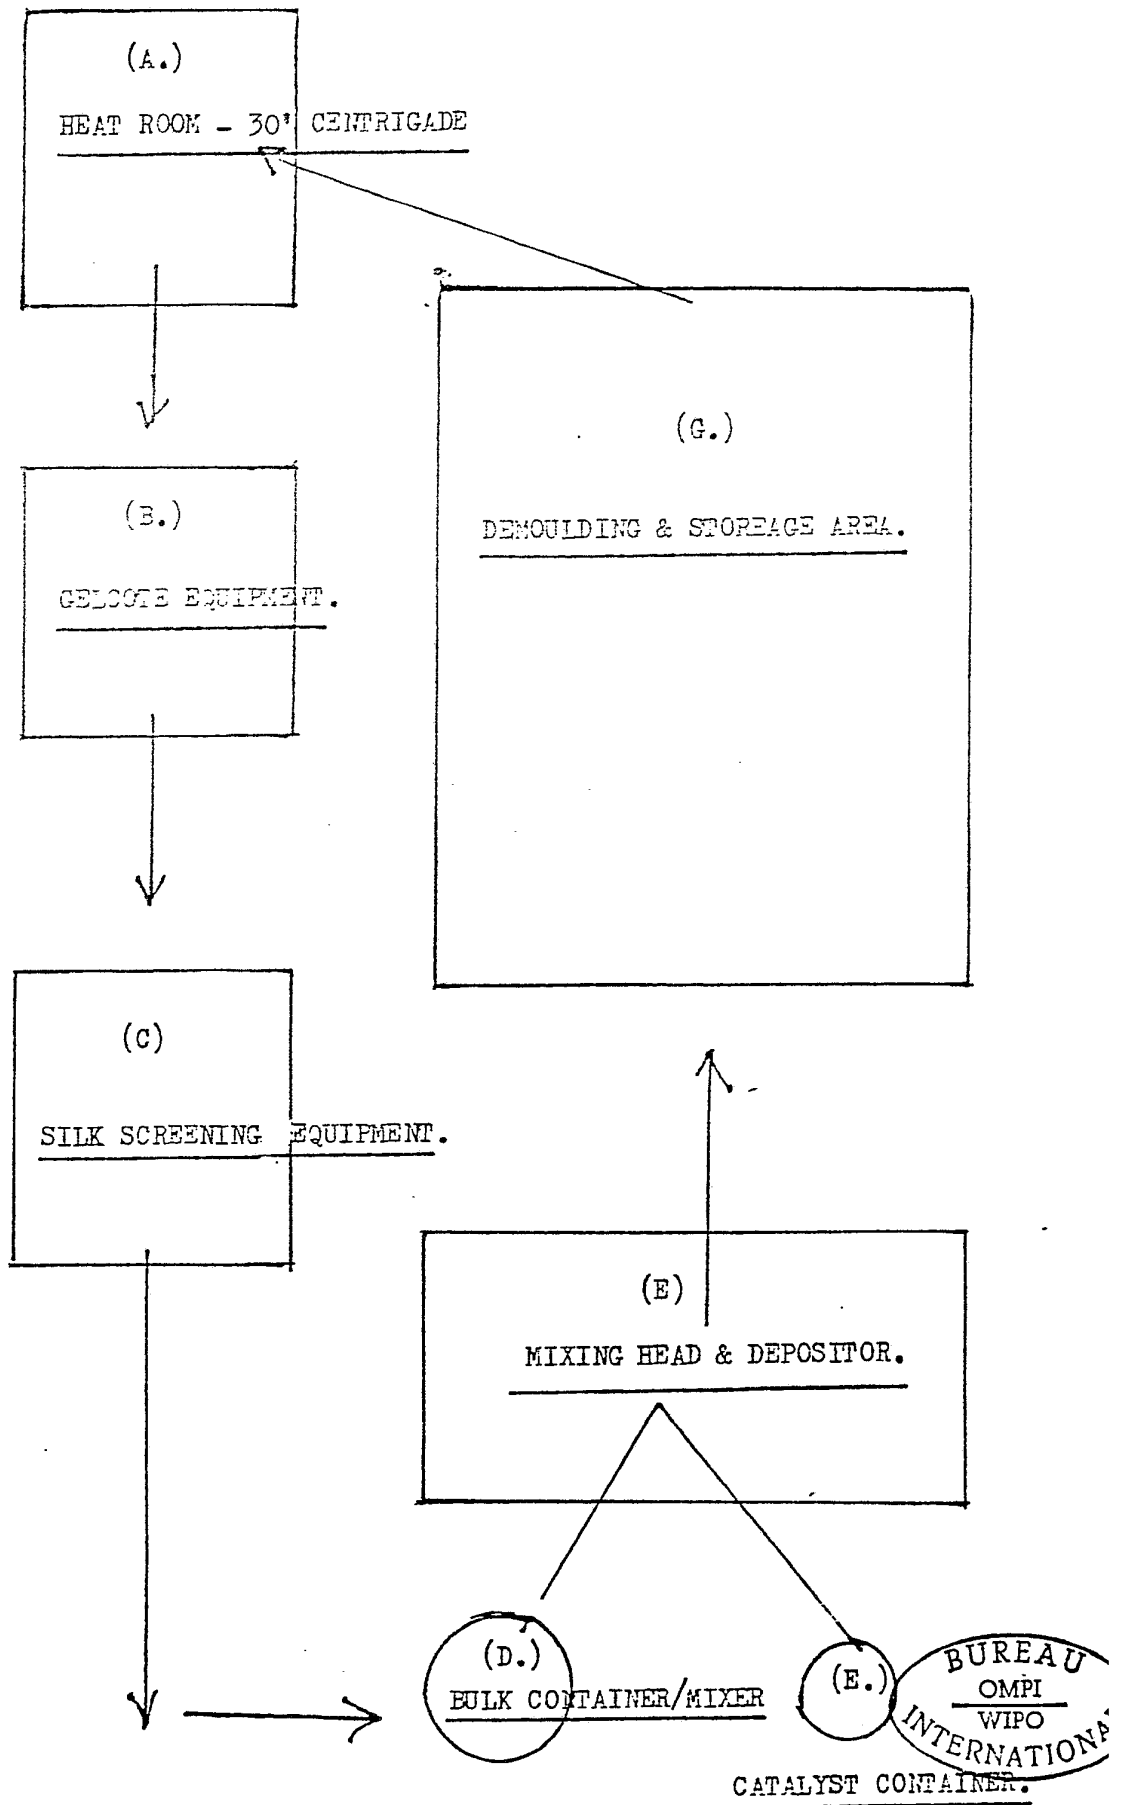 (A.)
HEAT ROOM - 30' CENTRIGADE
(G.)
(B.)
DEMOULDING & STOREAGE AREA.
GELCOTE EQUIPMENT.
(C)
SILK SCREENING EQUIPMENT.
(E)
MIXING HEAD & DEPOSITOR.
(D.)
BULK CONTAINER/MIXER
(E.)
BUREAU
OMPI
WIPO
INTERNATIONA
CATALYST CONTAINER.